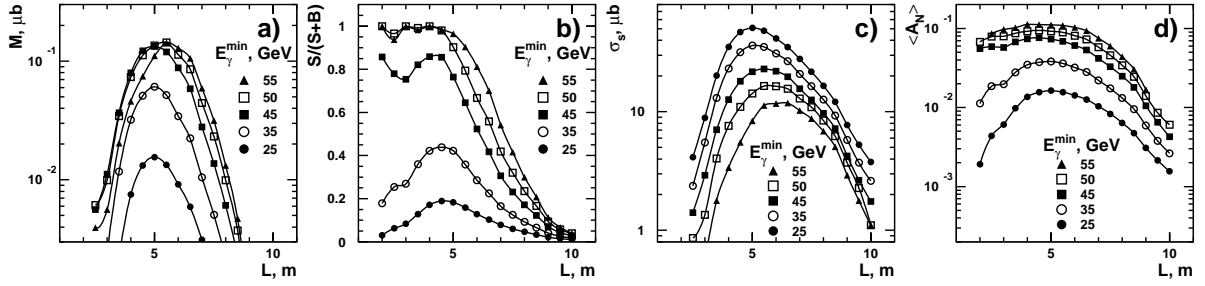 M, μb
a)
E_γ^min, GeV
55
50
45
35
25
10^-1
10^-2
5
10
L, m
S/(S+B)
b)
E_γ^min, GeV
55
50
45
35
25
1
0.8
0.6
0.4
0.2
0
5
10
L, m
σ_s, μb
c)
E_γ^min, GeV
55
50
45
35
25
10
1
5
10
L, m
⟨A_N⟩
d)
E_γ^min, GeV
55
50
45
35
25
10^-1
10^-2
10^-3
5
10
L, m